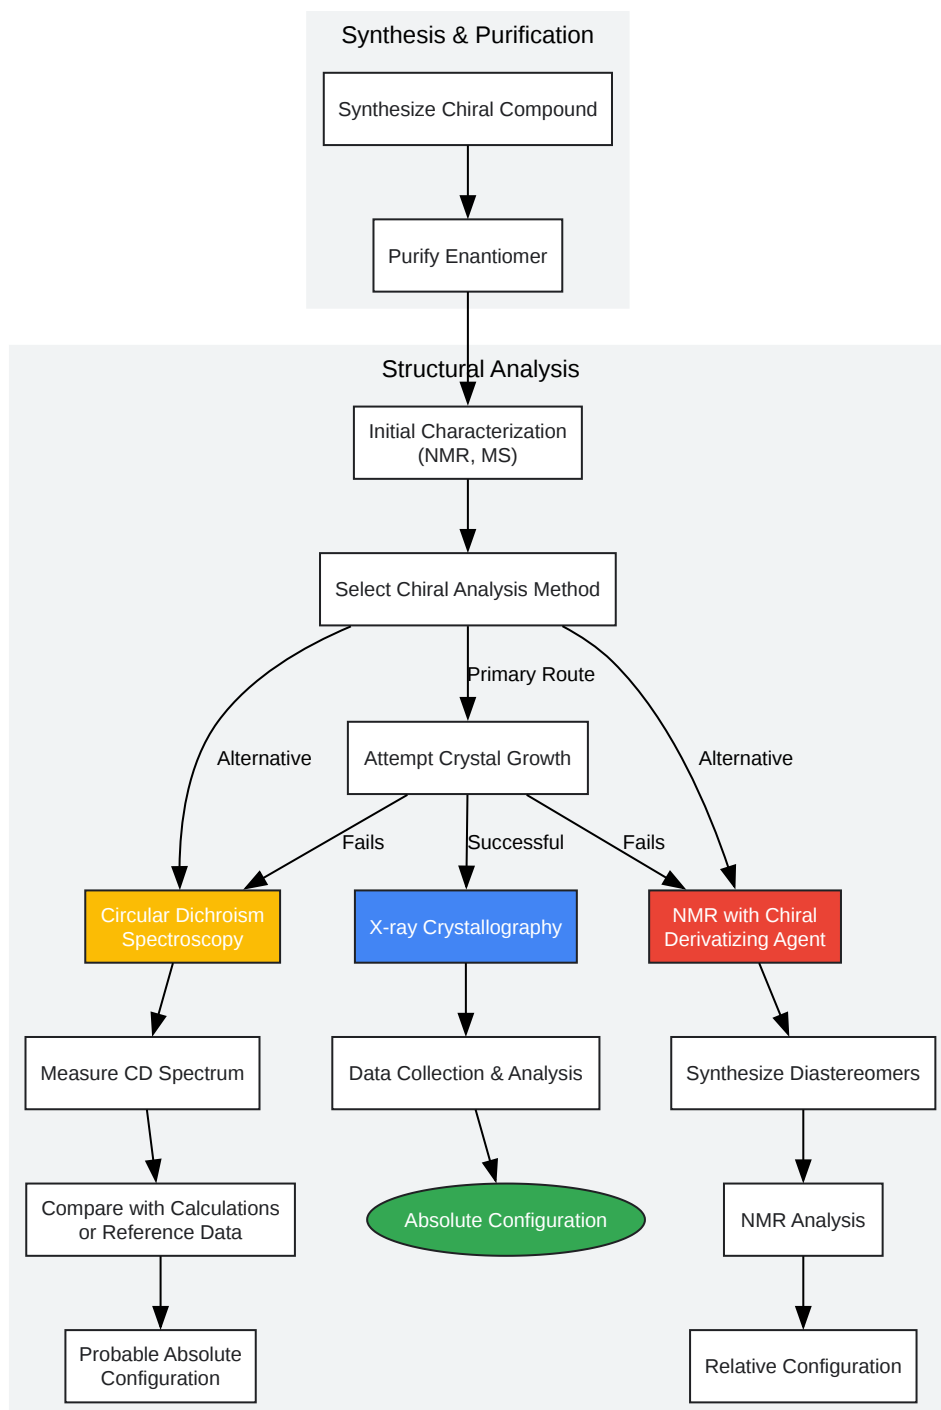 Synthesis & Purification
Synthesize Chiral Compound
Purify Enantiomer
Structural Analysis
Initial Characterization
(NMR, MS)
Select Chiral Analysis Method
Primary Route
Alternative
Attempt Crystal Growth
Alternative
Fails
Successful
Fails
Circular Dichroism
Spectroscopy
X-ray Crystallography
NMR with Chiral
Derivatizing Agent
Measure CD Spectrum
Data Collection & Analysis
Synthesize Diastereomers
Compare with Calculations
or Reference Data
Absolute Configuration
NMR Analysis
Probable Absolute
Configuration
Relative Configuration